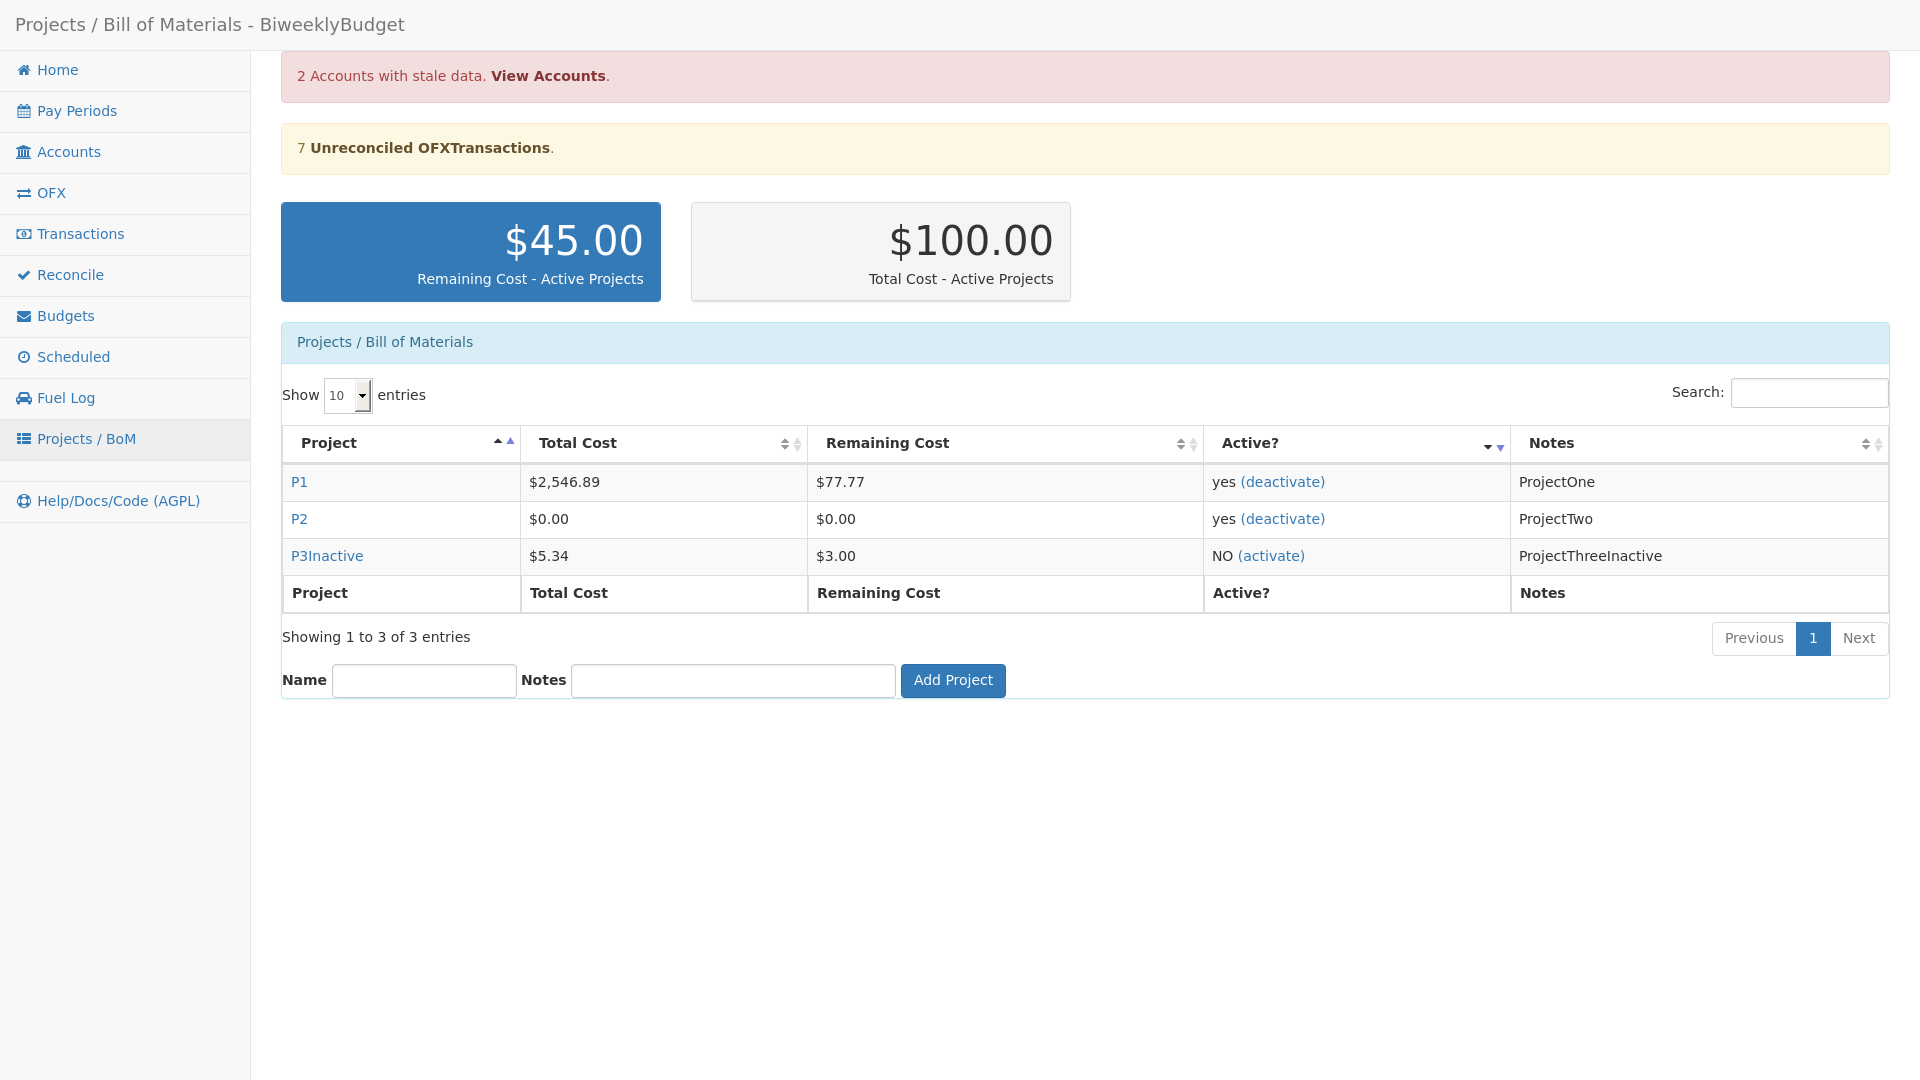 Projects / Bill of Materials - BiweeklyBudget
Home
Pay Periods
Accounts
OFX
Transactions
Reconcile
Budgets
Scheduled
Fuel Log
Projects / BoM
Help/Docs/Code (AGPL)
2 Accounts with stale data. View Accounts.
7 Unreconciled OFXTransactions.
$45.00
Remaining Cost - Active Projects
$100.00
Total Cost - Active Projects
Projects / Bill of Materials
Show 10 entries Search:
Project Total Cost Remaining Cost Active? Notes
P1 $2,546.89 $77.77 yes (deactivate) ProjectOne
P2 $0.00 $0.00 yes (deactivate) ProjectTwo
P3Inactive $5.34 $3.00 NO (activate) ProjectThreeInactive
Project Total Cost Remaining Cost Active? Notes
Showing 1 to 3 of 3 entries Previous 1 Next
Name Notes Add Project